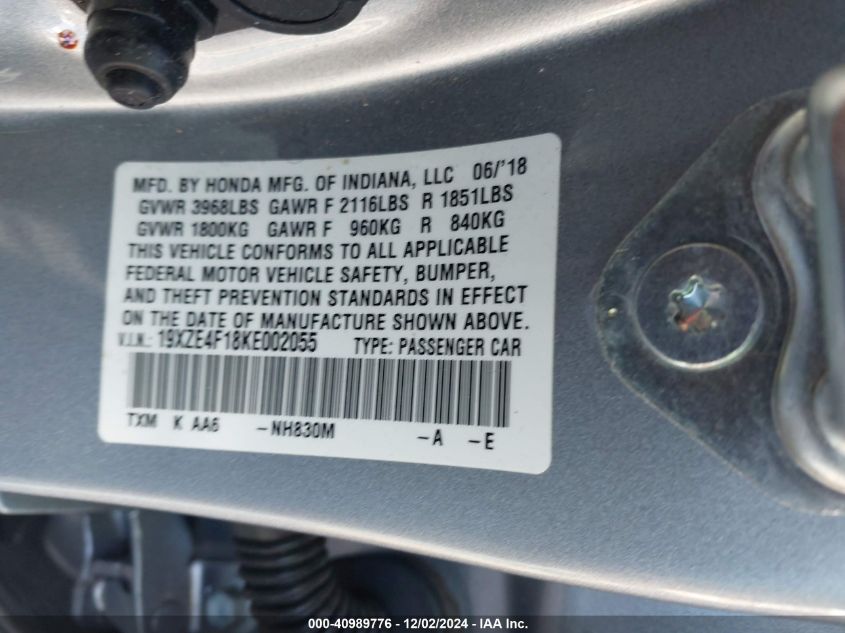 MFD. BY HONDA MFG. OF INDIANA, LLC 06/'18
GVWR 3968LBS GAWR F 2116LBS R 1851LBS
GVWR 1800KG GAWR F 960KG R 840KG
THIS VEHICLE CONFORMS TO ALL APPLICABLE
FEDERAL MOTOR VEHICLE SAFETY, BUMPER,
AND THEFT PREVENTION STANDARDS IN EFFECT
ON THE DATE OF MANUFACTURE SHOWN ABOVE.
V.I.N.: 19XZE4F18KE002055 TYPE: PASSENGER CAR
TXM K AA6 -NH830M -A -E
000-40989776 - 12/02/2024 - IAA Inc.